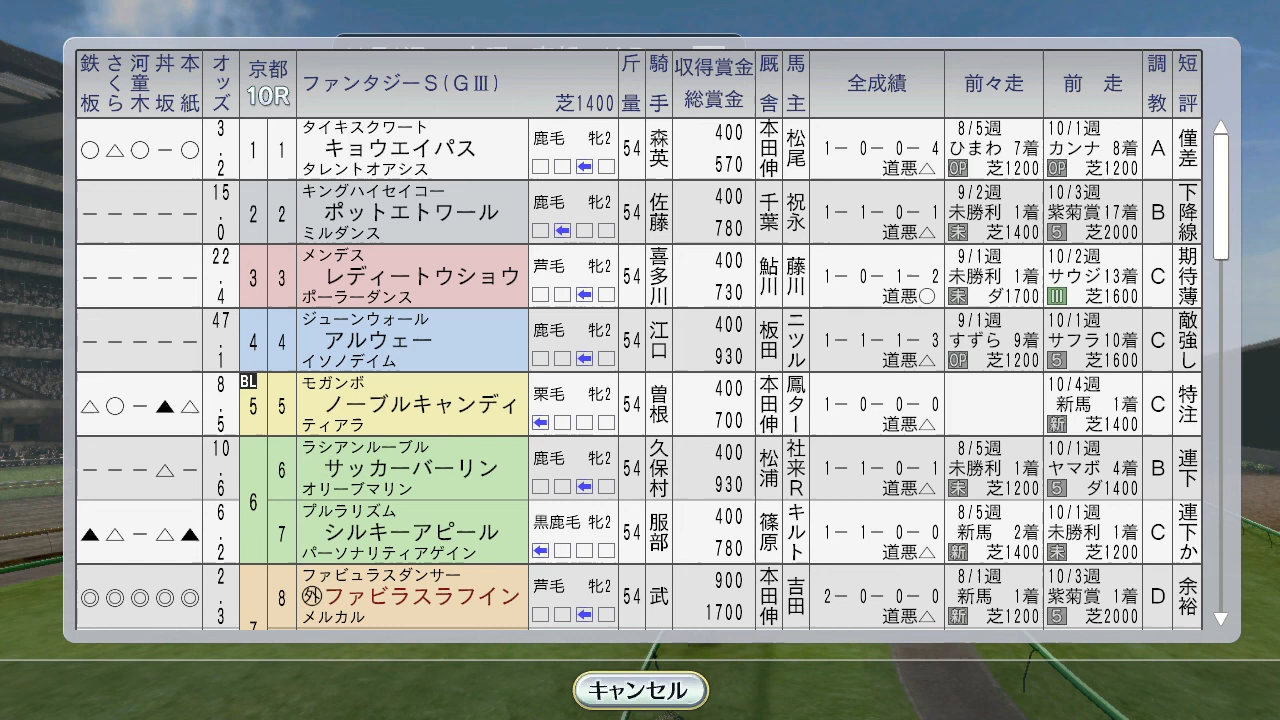 鉄板 さくら 河童木 井坂 本紙 オッズ 京都10R ファンタジーS(GⅢ) 芝1400 斤量 騎手 収得賞金 総賞金 厩舎 馬主 全成績 前々走 前走 調教 短評
○ △ ○ － ○ 3.2 1 1 タイキスクワート 鹿毛 牝2 54 森英 400 本田伸 松尾 1－ 0－ 0－ 4 8/5週 10/1週 A 僅差
キョウエイパス ひまわ 7着 カンナ 8着
タレントオアシス 570 道悪△ OP 芝1200 OP 芝1200
－ － － － － 15.0 2 2 キングハイセイコー 鹿毛 牝2 54 佐藤 400 千葉 祝永 1－ 1－ 0－ 1 9/2週 10/3週 B 下降線
ポットエトワール 未勝利 1着 紫菊賞17着
ミルダンス 780 道悪△ 未 芝1400 5 芝2000
－ － － － － 22.4 3 3 メンデス 芦毛 牝2 54 喜多川 400 鮎川 藤川 1－ 0－ 1－ 2 9/1週 10/2週 C 期待薄
レディートウショウ 未勝利 1着 サウジ13着
ポーラーダンス 730 道悪○ 未 ダ1700 Ⅲ 芝1600
－ － － － － 47.1 4 4 ジューンウォール 鹿毛 牝2 54 江口 400 板田 ニツル 1－ 1－ 1－ 3 9/1週 10/1週 C 敵強し
アルウェー すずら 9着 サフラ10着
イソノデイム 930 道悪△ OP 芝1200 5 芝1600
△ ○ － ▲ △ 8.5 BL 5 5 モガンボ 栗毛 牝2 54 曽根 400 本田伸 鳳ター 1－ 0－ 0－ 0 10/4週 C 特注
ノーブルキャンディ 新馬 1着
ティアラ 700 道悪△ 新 芝1400
－ － － △ － 10.6 6 6 ラシアンルーブル 鹿毛 牝2 54 久保村 400 松浦 社来R 1－ 1－ 0－ 1 8/5週 10/1週 B 連下
サッカーバーリン 未勝利 1着 ヤマボ 4着
オリーブマリン 930 道悪△ 未 芝1200 5 ダ1400
▲ △ － △ ▲ 6.2 7 プルラリズム 黒鹿毛 牝2 54 服部 400 篠原 キルト 1－ 1－ 0－ 0 8/5週 10/1週 C 連下か
シルキーアピール 新馬 2着 未勝利 1着
パーソナリティアゲイン 780 道悪△ 新 芝1400 未 芝1200
◎ ◎ ◎ ◎ ◎ 2.3 7 8 ファビュラスダンサー 芦毛 牝2 54 武 900 本田伸 吉田 2－ 0－ 0－ 0 8/1週 10/3週 D 余裕
外 ファビラスラフイン 新馬 1着 紫菊賞 1着
メルカル 1700 道悪△ 新 芝1200 5 芝2000
キャンセル